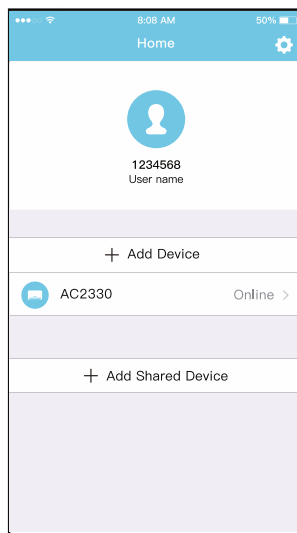 8:08 AM 50%
Home
1234568
User name
+ Add Device
AC2330 Online >
+ Add Shared Device